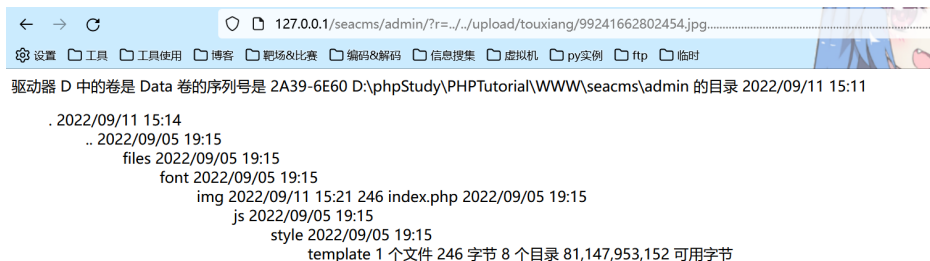 127.0.0.1/seacms/admin/?r=../../upload/touxiang/99241662802454.jpg................................................
设置 工具 工具使用 博客 靶场&比赛 编码&解码 信息搜集 虚拟机 py实例 ftp 临时
驱动器 D 中的卷是 Data 卷的序列号是 2A39-6E60 D:\phpStudy\PHPTutorial\WWW\seacms\admin 的目录 2022/09/11 15:11
. 2022/09/11 15:14
.. 2022/09/05 19:15
files 2022/09/05 19:15
font 2022/09/05 19:15
img 2022/09/11 15:21 246 index.php 2022/09/05 19:15
js 2022/09/05 19:15
style 2022/09/05 19:15
template 1 个文件 246 字节 8 个目录 81,147,953,152 可用字节